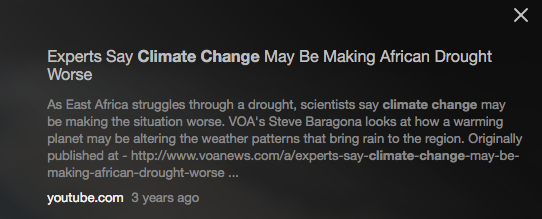 Experts Say Climate Change May Be Making African Drought
Worse
As East Africa struggles through a drought, scientists say climate change may
be making the situation worse. VOA's Steve Baragona looks at how a warming
planet may be altering the weather patterns that bring rain to the region. Originally
published at - http://www.voanews.com/a/experts-say-climate-change-may-be-
making-african-drought-worse ...
youtube.com 3 years ago